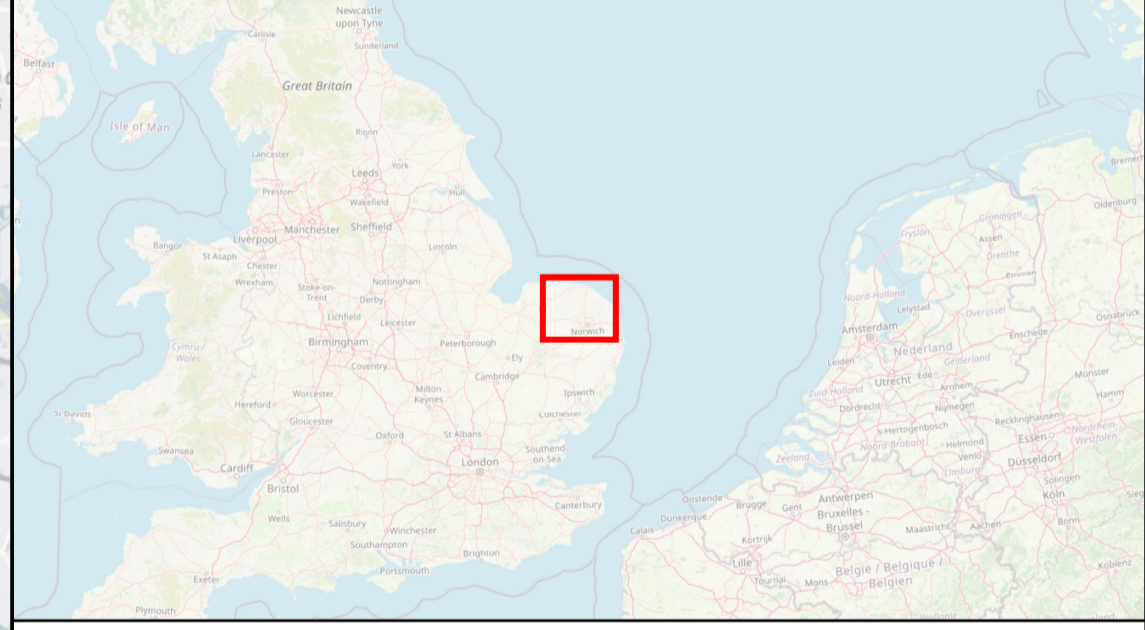 Newcastle
upon Tyne
Carlisle
Sunderland
Belfast
Great Britain
Isle of Man
Ripon
Lancaster
York
Leeds
Preston
Hull
Wakefield
Bremer
Oldenburg
Groningen
Fryslân
Assen
Drenthe
Emmen
Manchester
Sheffield
Liverpool
Bangor
St Asaph
Chester
Lincoln
Wrexham
Stoke-on-
Trent
Nottingham
Derby
Noord-Holland
Lelystad
Overijssel
Osnabrück
Lichfield
Leicester
Norwich
Amsterdam
Enschede
Birmingham
Peterborough
Cymru /
Wales
Coventry
Ely
Cambridge
Leiden
Nederland
Gelderland
Utrecht
Ede
Arnhem
Münster
Hamm
Worcester
Milton
Keynes
Ipswich
Zuid-Holland
Hereford
Colchester
Dordrecht
Nijmegen
St Davids
Gloucester
Oxford
St Albans
's-Hertogenbosch
Recklinghausen
Nordrhein-
Westfalen
Swansea
Southend
-on-Sea
Noord-Brabant
Helmond
Essen
Cardiff
London
Zeeland
Venlo
Düsseldorf
Limburg
Solingen
Bristol
Canterbury
Oostende
Brugge
Gent
Antwerpen
Köln
Sieg
Wells
Salisbury
Winchester
Calais
Dunkerque
Bruxelles -
Brussel
Maastricht
Aachen
Bonn
Southampton
Brighton
Kortrijk
Lille
Portsmouth
België / Belgique /
Belgien
Koblenz
Exeter
Tournai
Mons
Plymouth
Wallonie